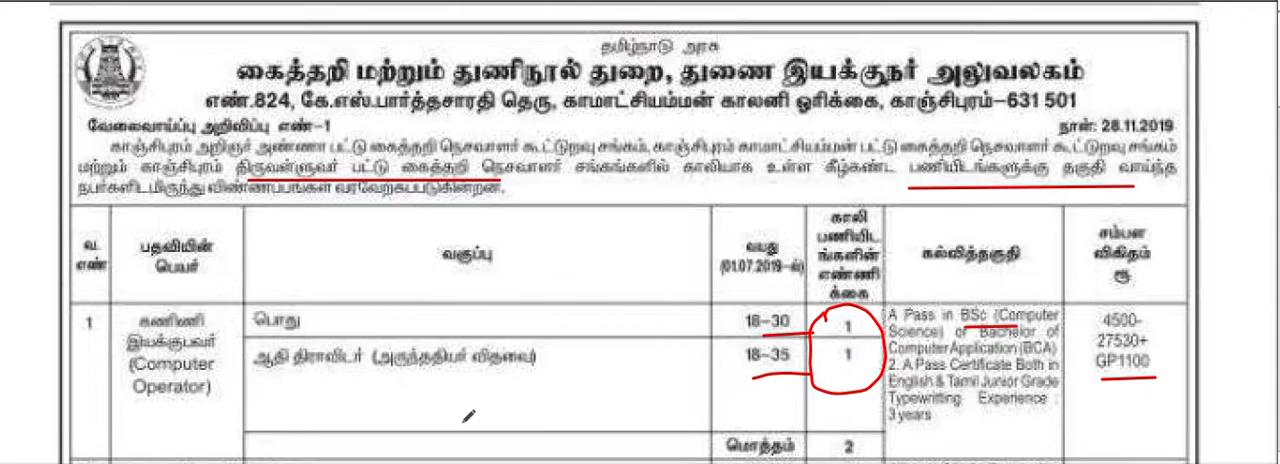 தமிழ்நாடு அரசு
கைத்தறி மற்றும் துணிநூல் துறை, துணை இயக்குநர் அலுவலகம்
எண்.824, கே.எஸ்.பார்த்தசாரதி தெரு, காமாட்சியம்மன் காலனி ஓரிக்கை, காஞ்சிபுரம்-631 501
வேலைவாய்ப்பு அறிவிப்பு எண்-1 நாள்: 28.11.2019
காஞ்சிபுரம் அறிஞர் அண்ணா பட்டு கைத்தறி நெசவாளர் கூட்டுறவு சங்கம், காஞ்சிபுரம் காமாட்சியம்மன் பட்டு கைத்தறி நெசவாளர் கூட்டுறவு சங்கம்
மற்றும் காஞ்சிபுரம் திருவள்ளுவர் பட்டு கைத்தறி நெசவாளர் சங்கங்களில் காலியாக உள்ள கீழ்கண்ட பணியிடங்களுக்கு தகுதி வாய்ந்த
நபர்களிடமிருந்து விண்ணப்பங்கள் வரவேற்கப்படுகின்றன.
வ.
எண்
பதவியின்
பெயர்
வகுப்பு
வயது
(01.07.2019-ல்)
காலி
பணியிட
ங்களின்
எண்ணி
க்கை
கல்வித்தகுதி
சம்பள
விகிதம்
ரூ
1
கணிணி
இயக்குபவர்
(Computer
Operator)
பொது
18-30
1
ஆதி திராவிடர் (அருந்ததியர் விதவை)
18-35
1
A Pass in BSc (Computer
Science) or Bachelor of
Computer Application (BCA)
2. A Pass Certificate Both in
English & Tamil Junior Grade
Typewritting Experience :
3 years
4500-
27530+
GP1100
மொத்தம் 2